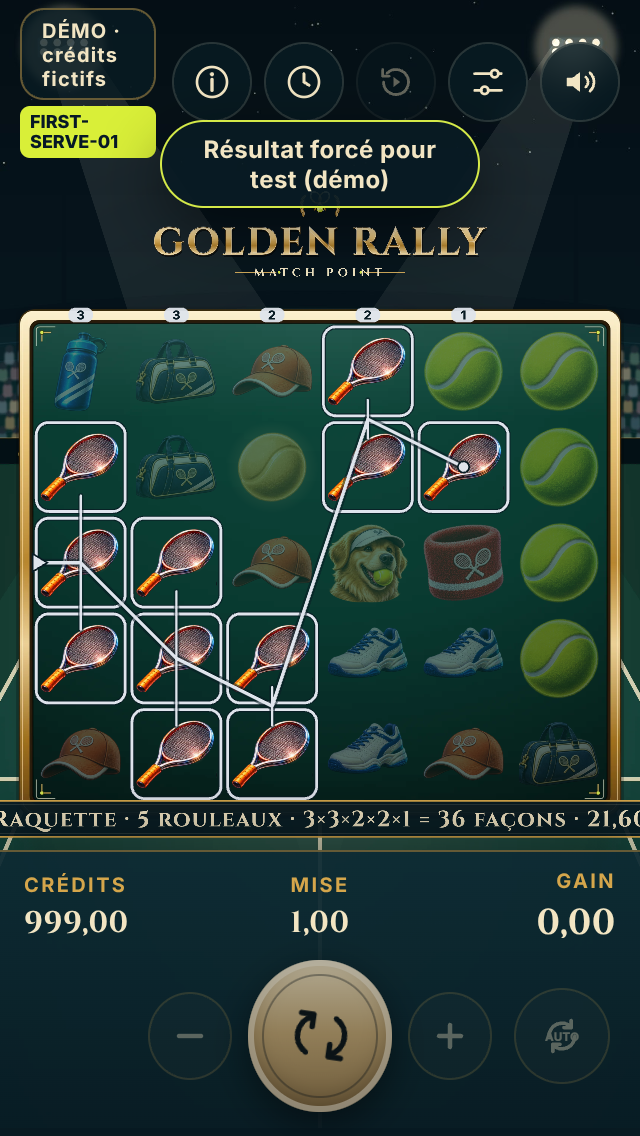 DÉMO ·
crédits
fictifs
FIRST-
SERVE-01
Résultat forcé pour
test (démo)
GOLDEN RALLY
MATCH POINT
3 3 2 2 1
RAQUETTE · 5 ROULEAUX · 3×3×2×2×1 = 36 FAÇONS · 21,60
CRÉDITS MISE GAIN
999,00 1,00 0,00
AUTO